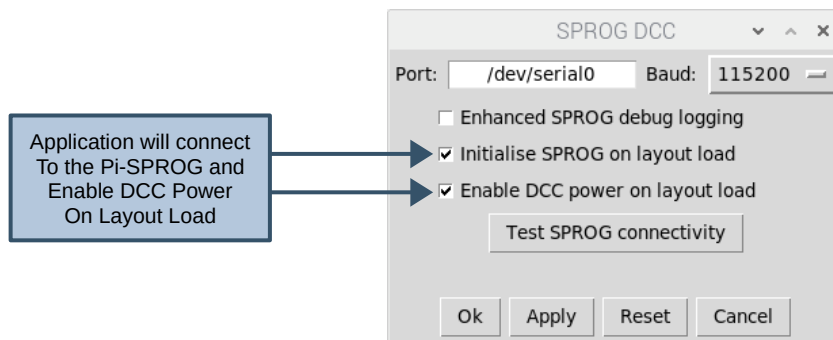 SPROG DCC
Port: /dev/serial0 Baud: 115200
Enhanced SPROG debug logging
Application will connect
To the Pi-SPROG and
Enable DCC Power
On Layout Load
Initialise SPROG on layout load
Enable DCC power on layout load
Test SPROG connectivity
Ok Apply Reset Cancel